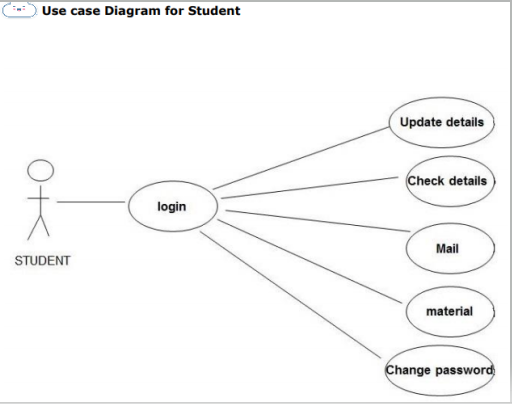 Use case Diagram for Student
Update details
Check details
login
Mail
STUDENT
material
Change password